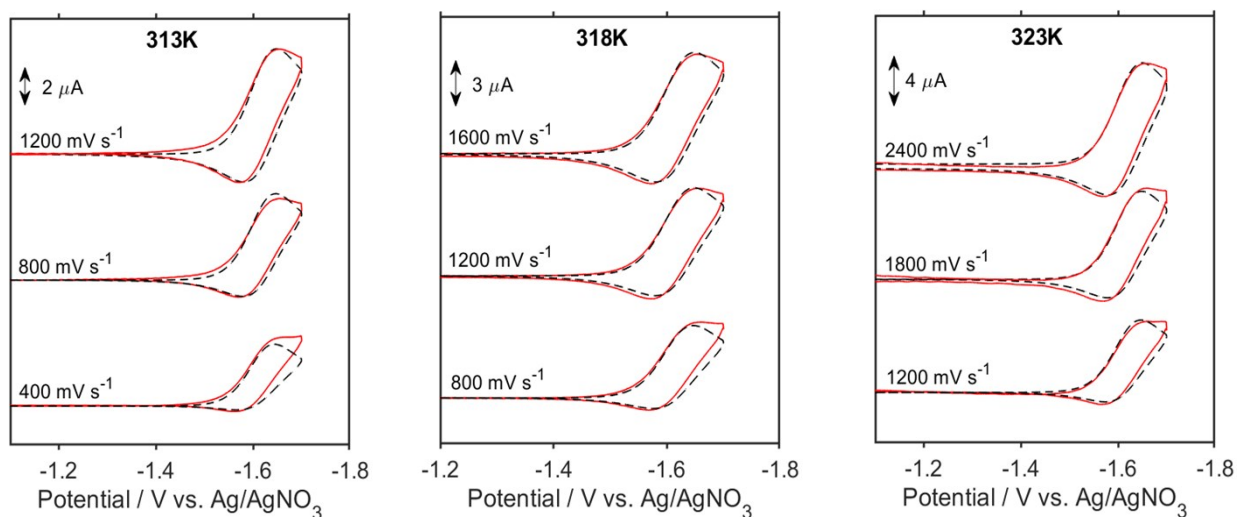 313K
2 μA
1200 mV s⁻¹
800 mV s⁻¹
400 mV s⁻¹
-1.2 -1.4 -1.6 -1.8
Potential / V vs. Ag/AgNO₃
318K
3 μA
1600 mV s⁻¹
1200 mV s⁻¹
800 mV s⁻¹
-1.2 -1.4 -1.6 -1.8
Potential / V vs. Ag/AgNO₃
323K
4 μA
2400 mV s⁻¹
1800 mV s⁻¹
1200 mV s⁻¹
-1.2 -1.4 -1.6 -1.8
Potential / V vs. Ag/AgNO₃